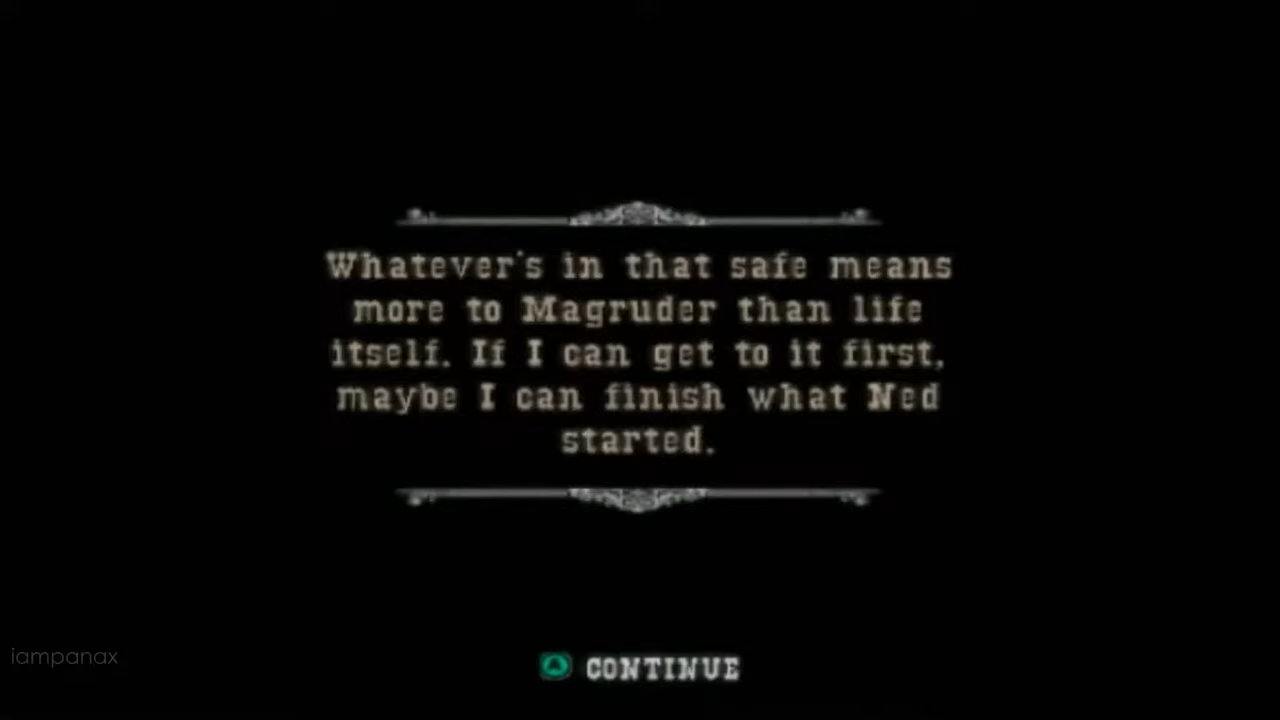 Whatever's in that safe means
more to Magruder than life
itself. If I can get to it first,
maybe I can finish what Ned
started.
iampanax
CONTINUE